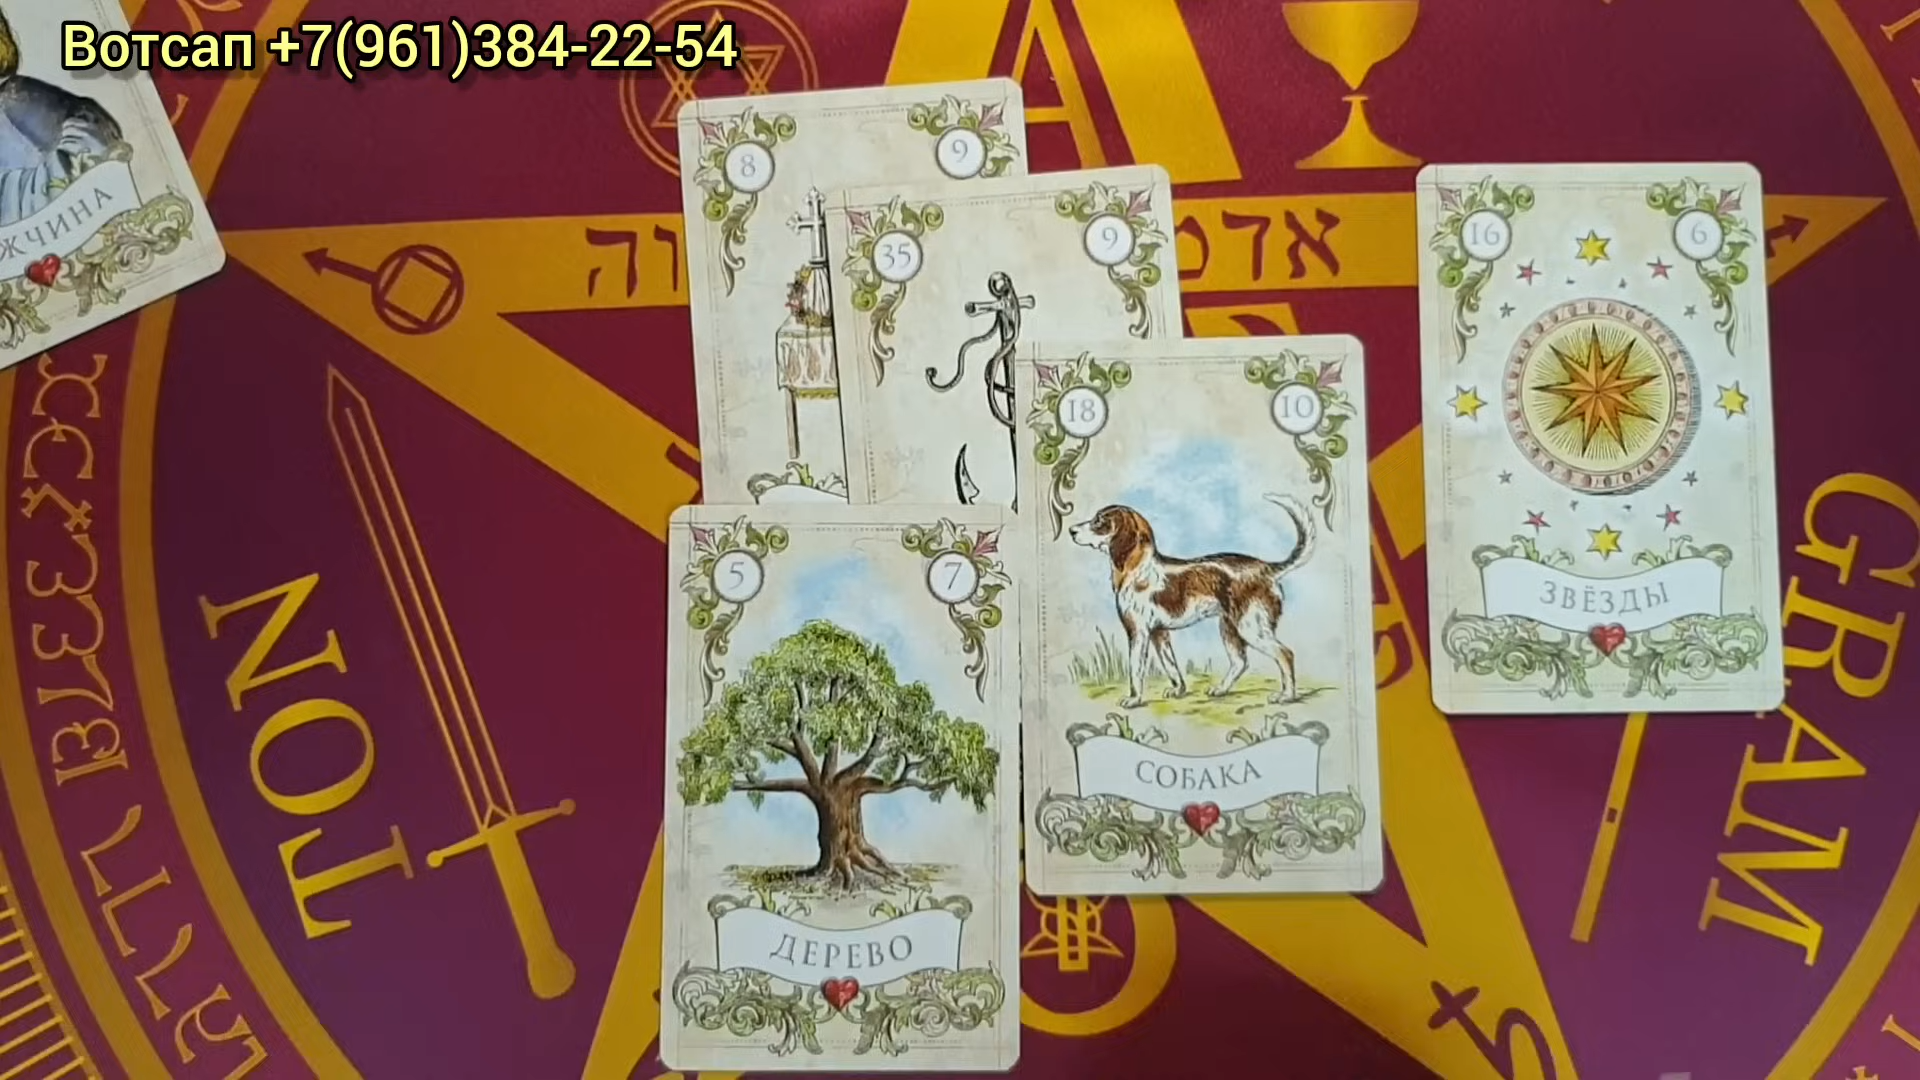 Вотсап +7(961)384-22-54
8 9
35 9
16 6
18 10
ЖЧИНА
ЗВЁЗДЫ
5 7
СОБАКА
ДЕРЕВО
TON
GRAM